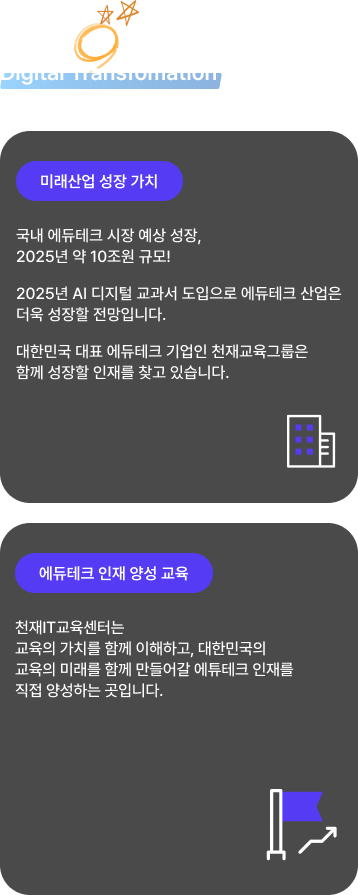 Digital Transfomation
미래산업 성장 가치
국내 에듀테크 시장 예상 성장,
2025년 약 10조원 규모!
2025년 AI 디지털 교과서 도입으로 에듀테크 산업은
더욱 성장할 전망입니다.
대한민국 대표 에듀테크 기업인 천재교육그룹은
함께 성장할 인재를 찾고 있습니다.
에듀테크 인재 양성 교육
천재IT교육센터는
교육의 가치를 함께 이해하고, 대한민국의
교육의 미래를 함께 만들어갈 에듀테크 인재를
직접 양성하는 곳입니다.